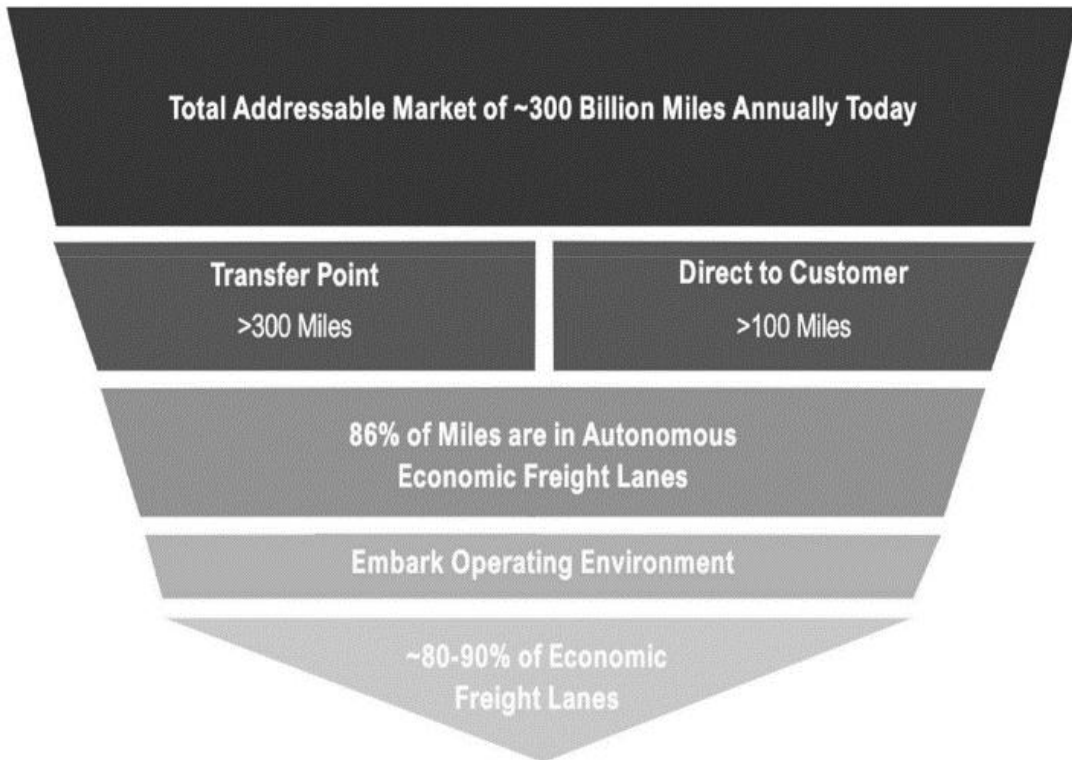 Total Addressable Market of ~300 Billion Miles Annually Today
Transfer Point
>300 Miles
Direct to Customer
>100 Miles
86% of Miles are in Autonomous
Economic Freight Lanes
Embark Operating Environment
~80-90% of Economic
Freight Lanes